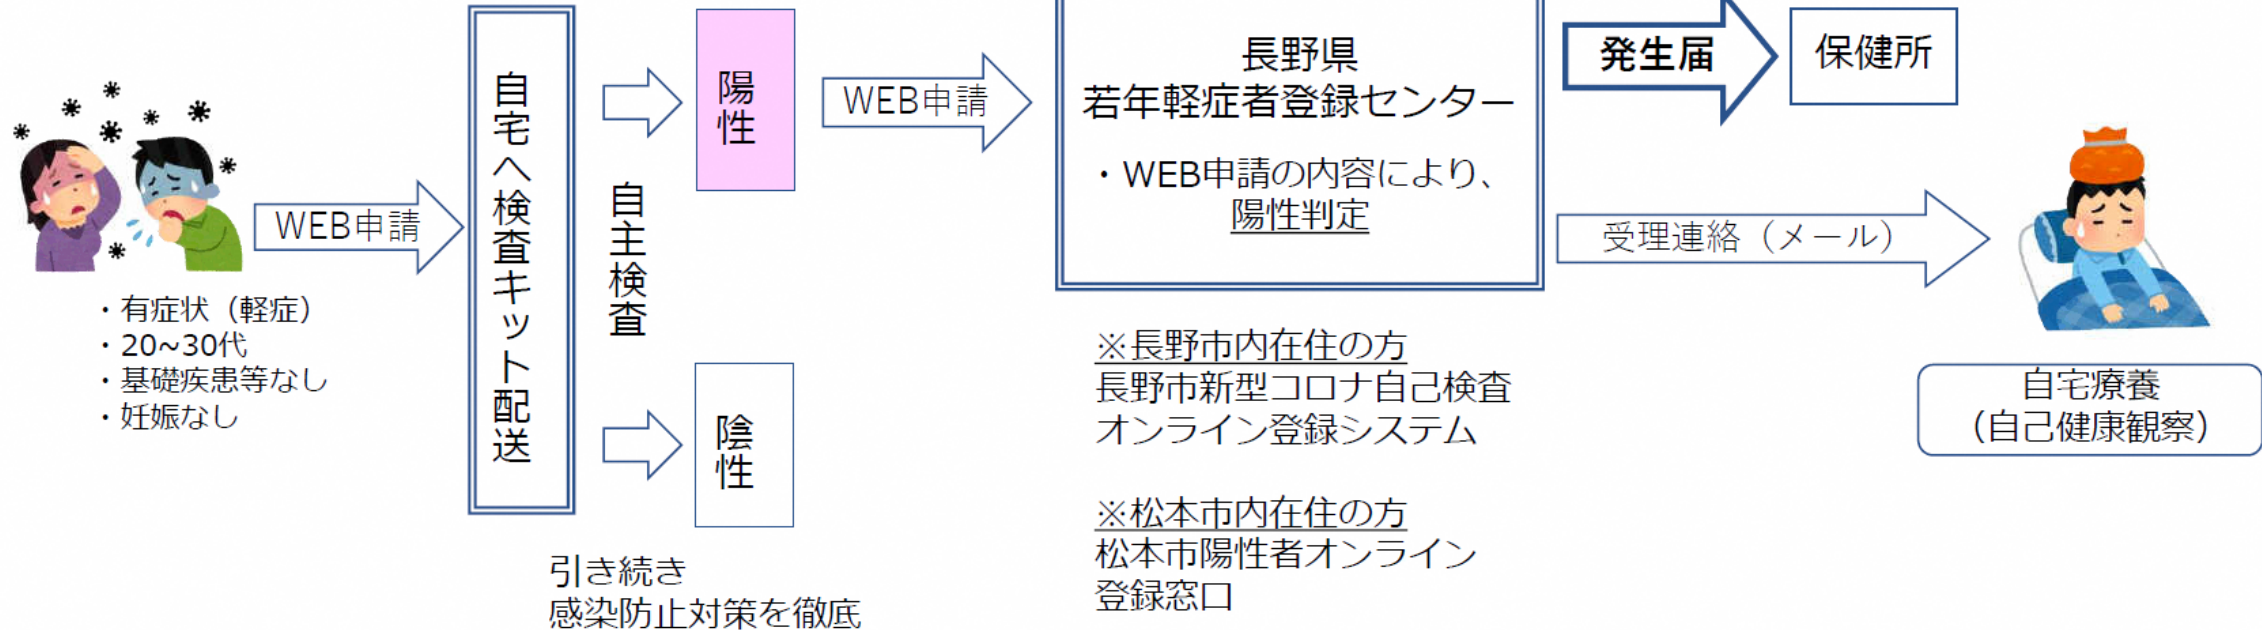 ・有症状（軽症）
・20~30代
・基礎疾患等なし
・妊娠なし
WEB申請
自宅へ検査キット配送
自主検査
陽性
陰性
引き続き
感染防止対策を徹底
WEB申請
長野県
若年軽症者登録センター
・WEB申請の内容により、
陽性判定
※長野市内在住の方
長野市新型コロナ自己検査
オンライン登録システム
※松本市内在住の方
松本市陽性者オンライン
登録窓口
発生届
保健所
受理連絡（メール）
自宅療養
（自己健康観察）